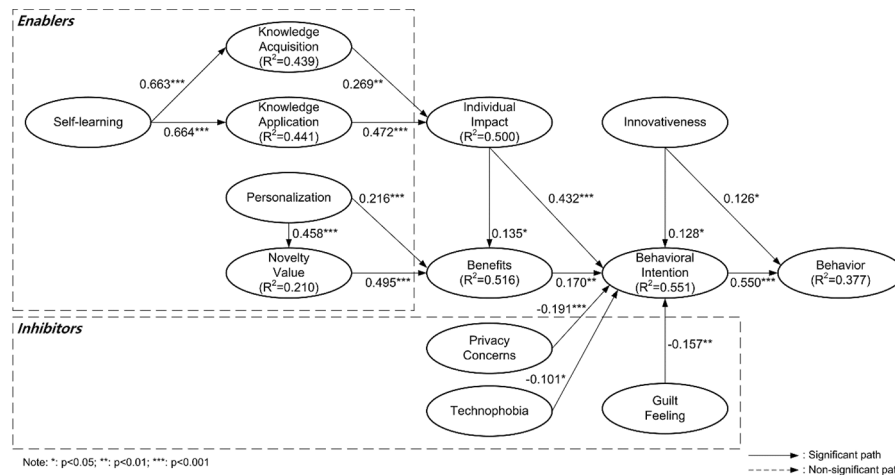 Enablers
Knowledge
Acquisition
(R²=0.439)
0.663***
0.269**
Self-learning
Knowledge
Application
(R²=0.441)
0.664***
0.472***
Individual
Impact
(R²=0.500)
Innovativeness
Personalization
0.216***
0.432***
0.126*
0.458***
0.135*
0.128*
Novelty
Value
(R²=0.210)
0.495***
Benefits
(R²=0.516)
0.170**
Behavioral
Intention
(R²=0.551)
0.550***
Behavior
(R²=0.377)
-0.191***
Inhibitors
Privacy
Concerns
-0.157**
-0.101*
Technophobia
Guilt
Feeling
Note: *: p<0.05; **: p<0.01; ***: p<0.001
: Significant path
: Non-significant pa